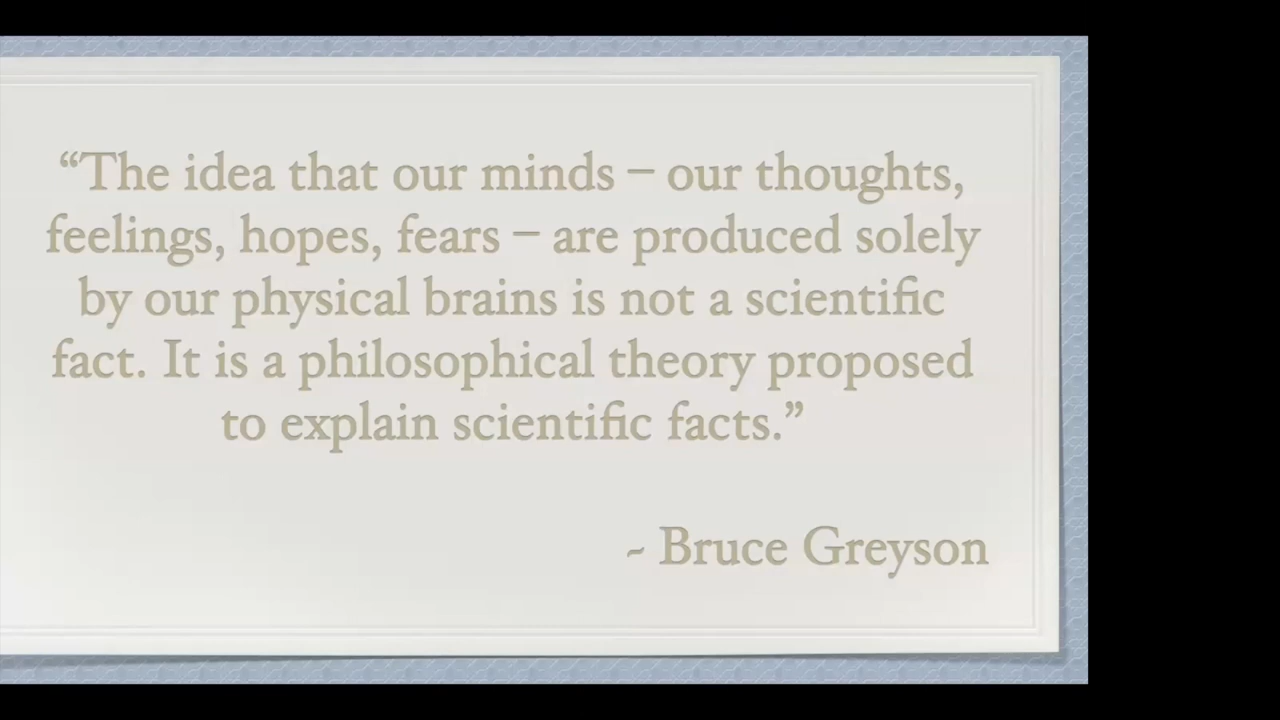 “The idea that our minds – our thoughts,
feelings, hopes, fears – are produced solely
by our physical brains is not a scientific
fact. It is a philosophical theory proposed
to explain scientific facts.”
~ Bruce Greyson